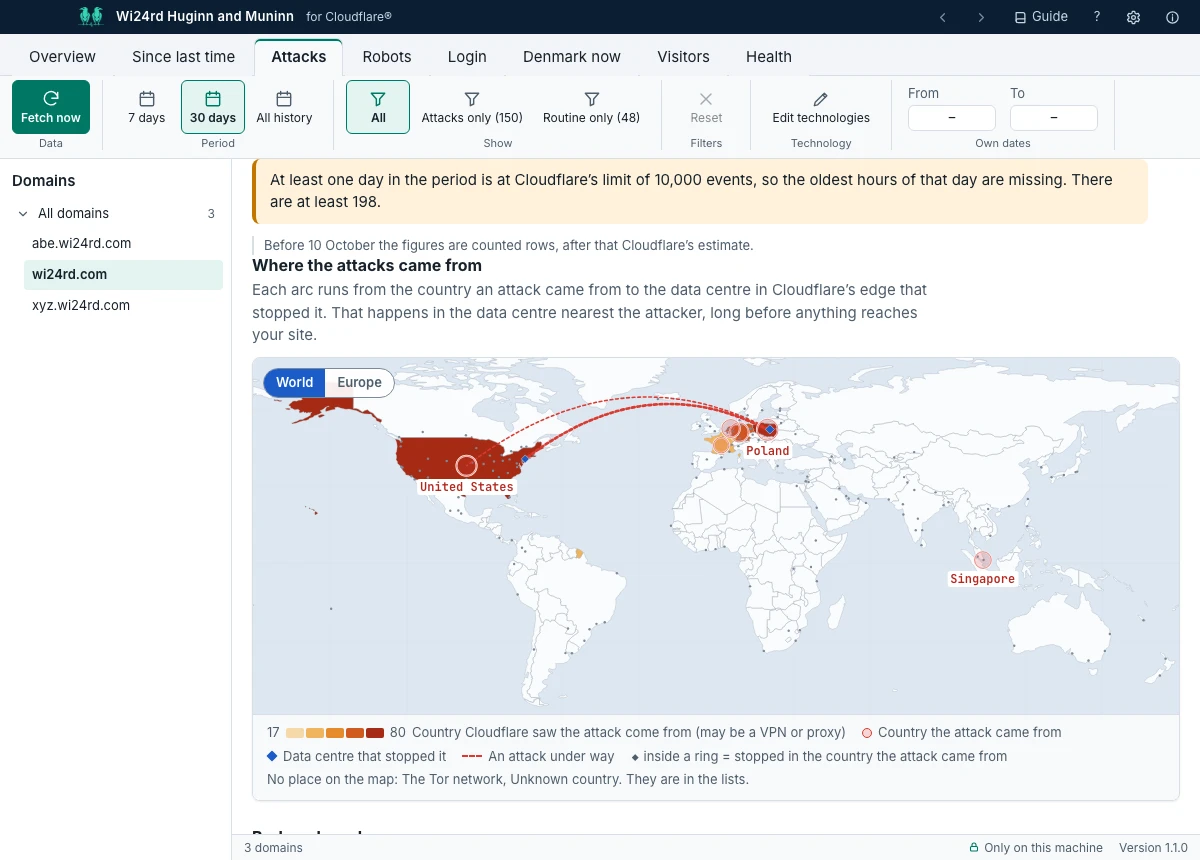 Wi24rd Huginn and Muninn for Cloudflare®
Guide ?
Overview Since last time Attacks Robots Login Denmark now Visitors Health
Fetch now 7 days 30 days All history All Attacks only (150) Routine only (48) Reset Edit technologies From To
– –
Data Period Show Filters Technology Own dates
Domains
All domains 3
abe.wi24rd.com
wi24rd.com
xyz.wi24rd.com
At least one day in the period is at Cloudflare’s limit of 10,000 events, so the oldest hours of that day are missing. There
are at least 198.
Before 10 October the figures are counted rows, after that Cloudflare’s estimate.
Where the attacks came from
Each arc runs from the country an attack came from to the data centre in Cloudflare’s edge that
stopped it. That happens in the data centre nearest the attacker, long before anything reaches
your site.
World Europe
Poland
United States
Singapore
17 80 Country Cloudflare saw the attack come from (may be a VPN or proxy) Country the attack came from
Data centre that stopped it An attack under way inside a ring = stopped in the country the attack came from
No place on the map: The Tor network, Unknown country. They are in the lists.
3 domains Only on this machine Version 1.1.0